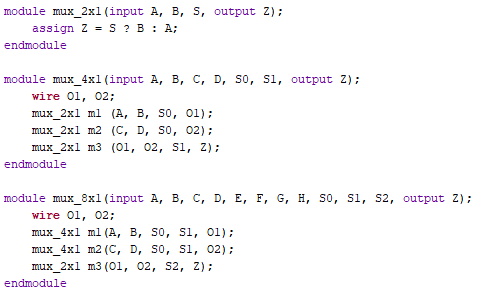 module mux_2x1(input A, B, S, output Z);
    assign Z = S ? B : A;
endmodule

module mux_4x1(input A, B, C, D, S0, S1, output Z);
    wire O1, O2;
    mux_2x1 m1 (A, B, S0, O1);
    mux_2x1 m2 (C, D, S0, O2);
    mux_2x1 m3 (O1, O2, S1, Z);
endmodule

module mux_8x1(input A, B, C, D, E, F, G, H, S0, S1, S2, output Z);
    wire O1, O2;
    mux_4x1 m1(A, B, S0, S1, O1);
    mux_4x1 m2(C, D, S0, S1, O2);
    mux_2x1 m3(O1, O2, S2, Z);
endmodule